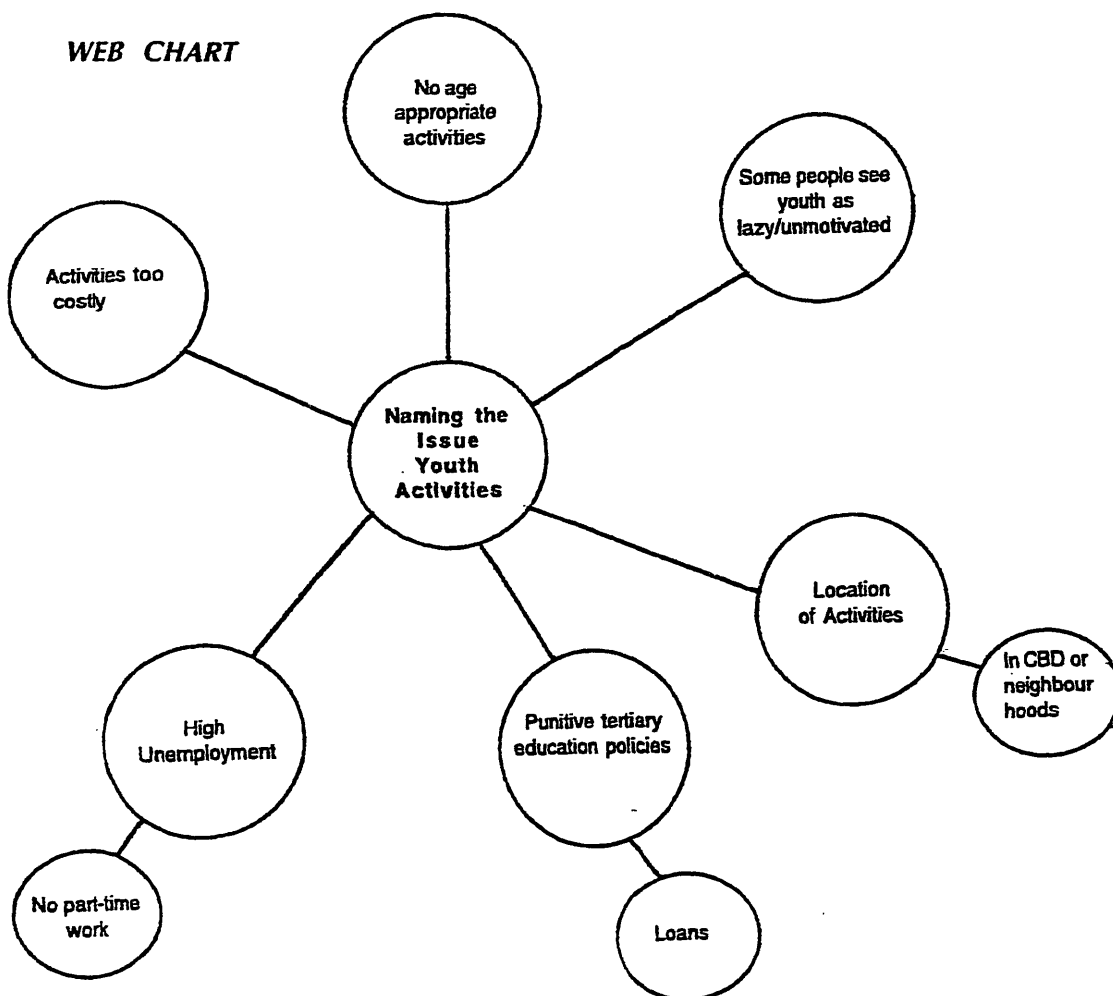 WEB CHART
No age
appropriate
activities
Some people see
youth as
lazy/unmotivated
Activities too
costly
Naming the
Issue
Youth
Activities
Location
of Activities
In CBD or
neighbour
hoods
High
Unemployment
Punitive tertiary
education policies
No part-time
work
Loans